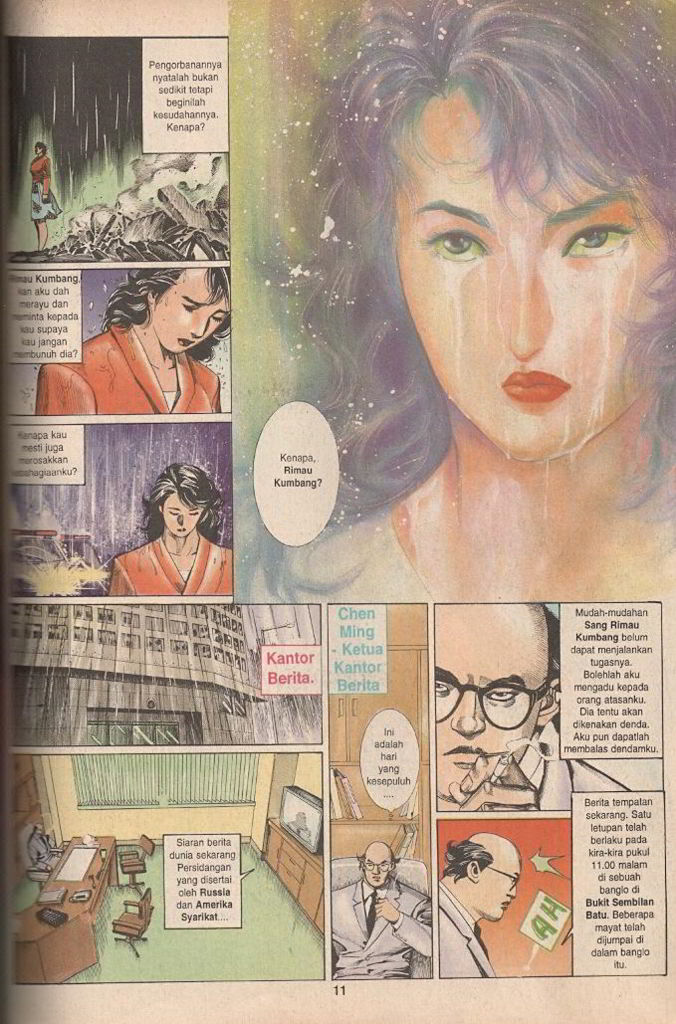 Pengorbanannya
nyatalah bukan
sedikit tetapi
beginilah
kesudahannya.
Kenapa?
Rimau Kumbang,
kan aku dah
merayu dan
meminta kepada
kau supaya
kau jangan
membunuh dia?
Kenapa kau
mesti juga
merosakkan
kebahagiaanku?
Kenapa,
Rimau
Kumbang?
Kantor
Berita.
Chen
Ming
- Ketua
Kantor
Berita
Ini
adalah
hari
yang
kesepuluh
....
Mudah-mudahan
Sang Rimau
Kumbang belum
dapat menjalankan
tugasnya.
Bolehlah aku
mengadu kepada
orang atasanku.
Dia tentu akan
dikenakan denda.
Aku pun dapatlah
membalas dendamku.
Siaran berita
dunia sekarang.
Persidangan
yang disertai
oleh Russia
dan Amerika
Syarikat....
AH
Berita tempatan
sekarang. Satu
letupan telah
berlaku pada
kira-kira pukul
11.00 malam
di sebuah
banglo di
Bukit Sembilan
Batu. Beberapa
mayat telah
dijumpai di
dalam banglo
itu.
11